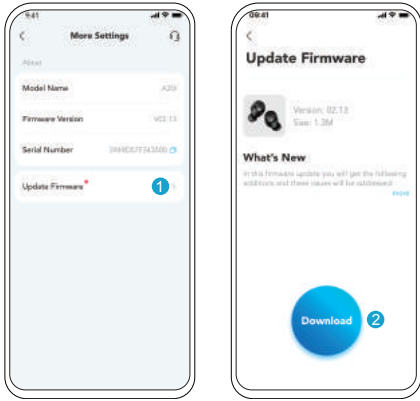 9:41
More Settings
About
Model Name
A20i
Firmware Version
V02.13
Serial Number
Update Firmware*
1
09:41
Update Firmware
Version: 02.13
Size: 1.3M
What's New
In this firmware update you will get the following
additions and these issues will be addressed
more
Download
2